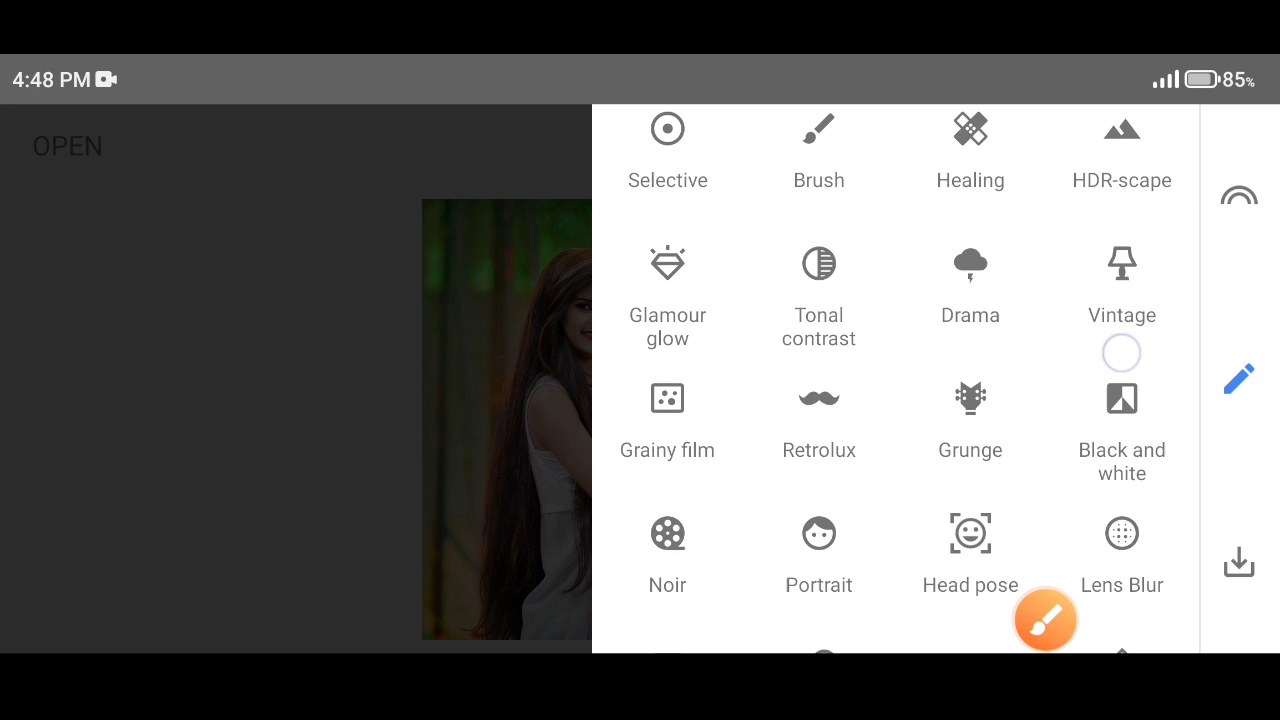 4:48 PM
85%
OPEN
Selective
Brush
Healing
HDR-scape
Glamour
glow
Tonal
contrast
Drama
Vintage
Grainy film
Retrolux
Grunge
Black and
white
Noir
Portrait
Head pose
Lens Blur